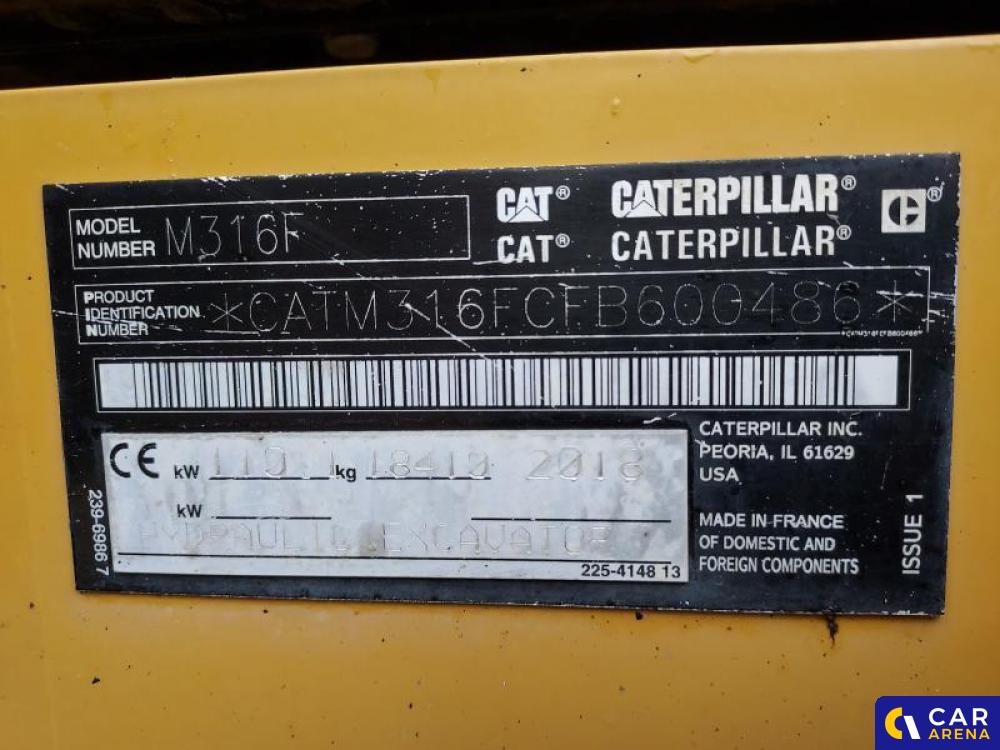 MODEL NUMBER M316F
CAT® CATERPILLAR® C®
CAT® CATERPILLAR®
PRODUCT IDENTIFICATION NUMBER *CATM316FCFB600486*
*CATM316FCFB600486*
CE kW 110.1 kg 18410 2018
kW
HYDRAULIC EXCAVATOR
225-4148 13
239-6986 7
CATERPILLAR INC.
PEORIA, IL 61629
USA
MADE IN FRANCE
OF DOMESTIC AND
FOREIGN COMPONENTS
ISSUE 1
CAR
ARENA